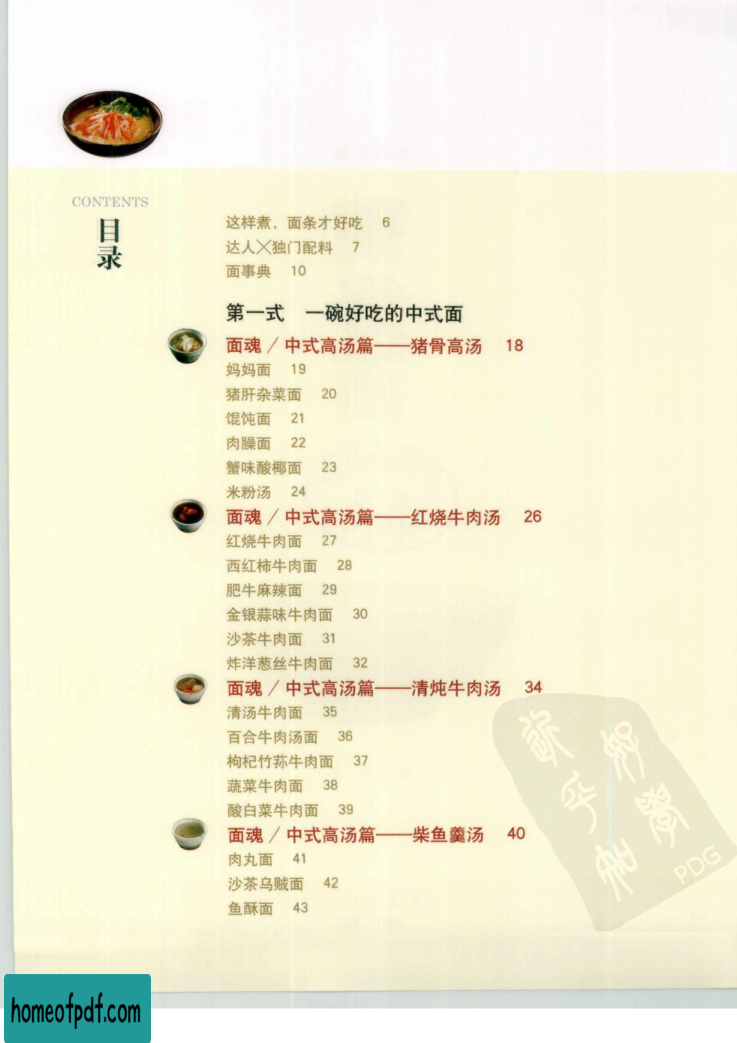 CONTENTS
目录
这样煮，面条才好吃 6
达人╳独门配料 7
面事典 10
第一式 一碗好吃的中式面
面魂／中式高汤篇——猪骨高汤 18
妈妈面 19
猪肝杂菜面 20
馄饨面 21
肉臊面 22
蟹味酸椰面 23
米粉汤 24
面魂／中式高汤篇——红烧牛肉汤 26
红烧牛肉面 27
西红柿牛肉面 28
肥牛麻辣面 29
金银蒜味牛肉面 30
沙茶牛肉面 31
炸洋葱丝牛肉面 32
面魂／中式高汤篇——清炖牛肉汤 34
清汤牛肉面 35
百合牛肉汤面 36
枸杞竹荪牛肉面 37
蔬菜牛肉面 38
酸白菜牛肉面 39
面魂／中式高汤篇——柴鱼羹汤 40
肉丸面 41
沙茶乌贼面 42
鱼酥面 43
PDG
homeofpdf.com